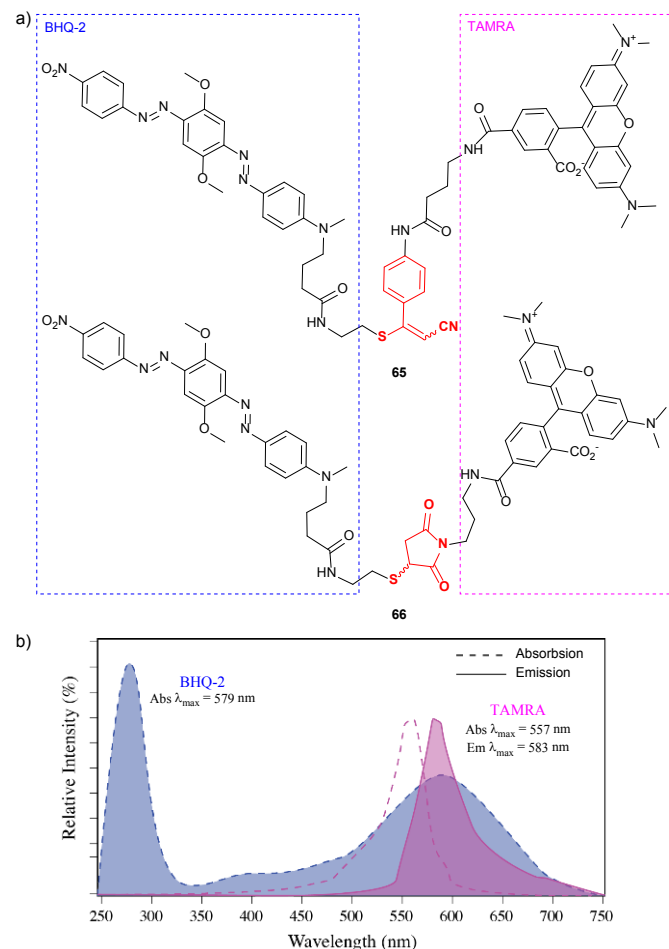 a)
BHQ-2
TAMRA
O₂N
N
N
O
O
N
N
N
O
N
H
S
CN
NH
O
O
NH
CO₂⁻
O
N⁺
N
65
O₂N
N
N
O
O
N
N
N
O
N
H
S
O
N
O
NH
O
CO₂⁻
O
N⁺
N
66
b)
BHQ-2
Abs λmax = 579 nm
Absorbsion
Emission
TAMRA
Abs λmax = 557 nm
Em λmax = 583 nm
Relative Intensity (%)
250 300 350 400 450 500 550 600 650 700 750
Wavelength (nm)